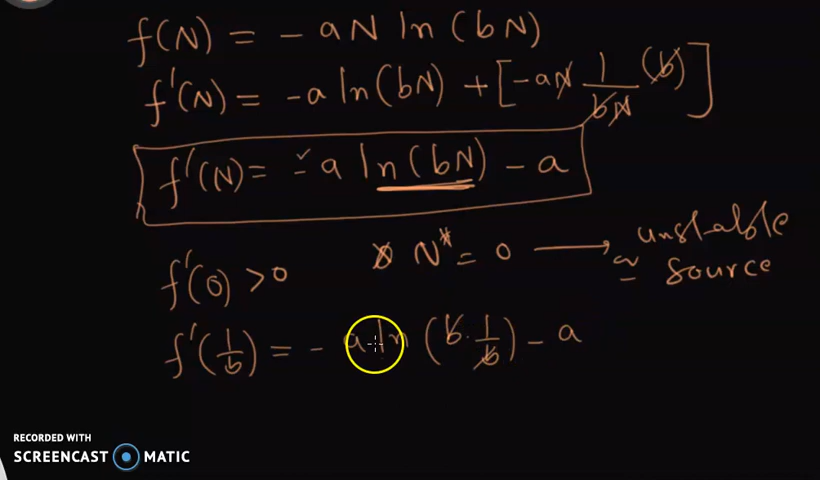 f(N) = - aN ln (bN)
f'(N) = -a ln(bN) + [-aN 1/bN (b)]
f'(N) = - a ln(bN) - a
f'(0) > 0 N* = 0 → unstable
≈ source
f'(1/b) = - a ln (b. 1/b) - a
RECORDED WITH
SCREENCAST MATIC